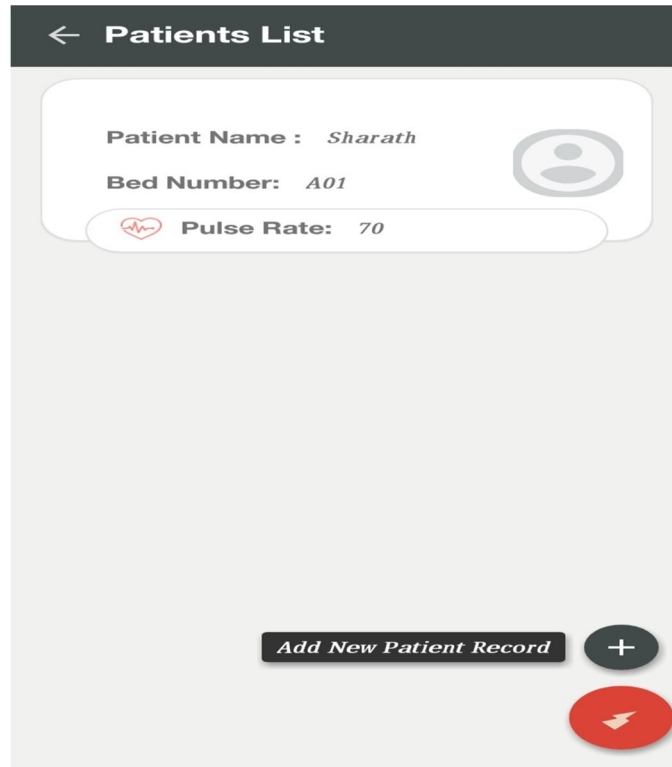 Patients List
Patient Name : Sharath
Bed Number: A01
Pulse Rate: 70
Add New Patient Record